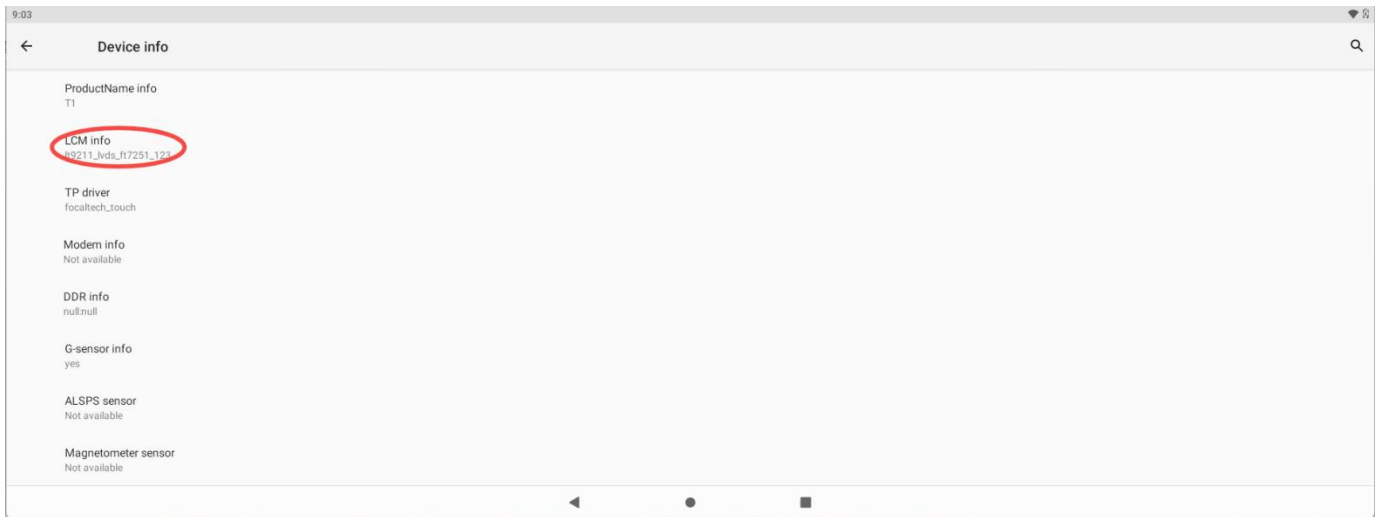 9:03
Device info
ProductName info
T1
LCM info
lt9211_lvds_ft7251_123
TP driver
focaltech_touch
Modem info
Not available
DDR info
null:null
G-sensor info
yes
ALSPS sensor
Not available
Magnetometer sensor
Not available